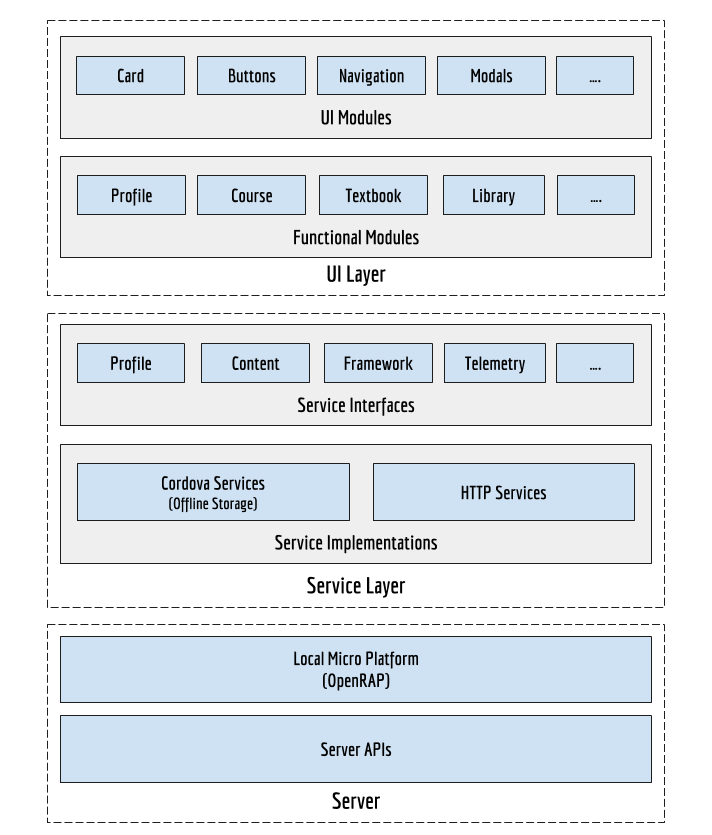 Card
Buttons
Navigation
Modals
....
UI Modules
Profile
Course
Textbook
Library
....
Functional Modules
UI Layer
Profile
Content
Framework
Telemetry
....
Service Interfaces
Cordova Services
(Offline Storage)
HTTP Services
Service Implementations
Service Layer
Local Micro Platform
(OpenRAP)
Server APIs
Server